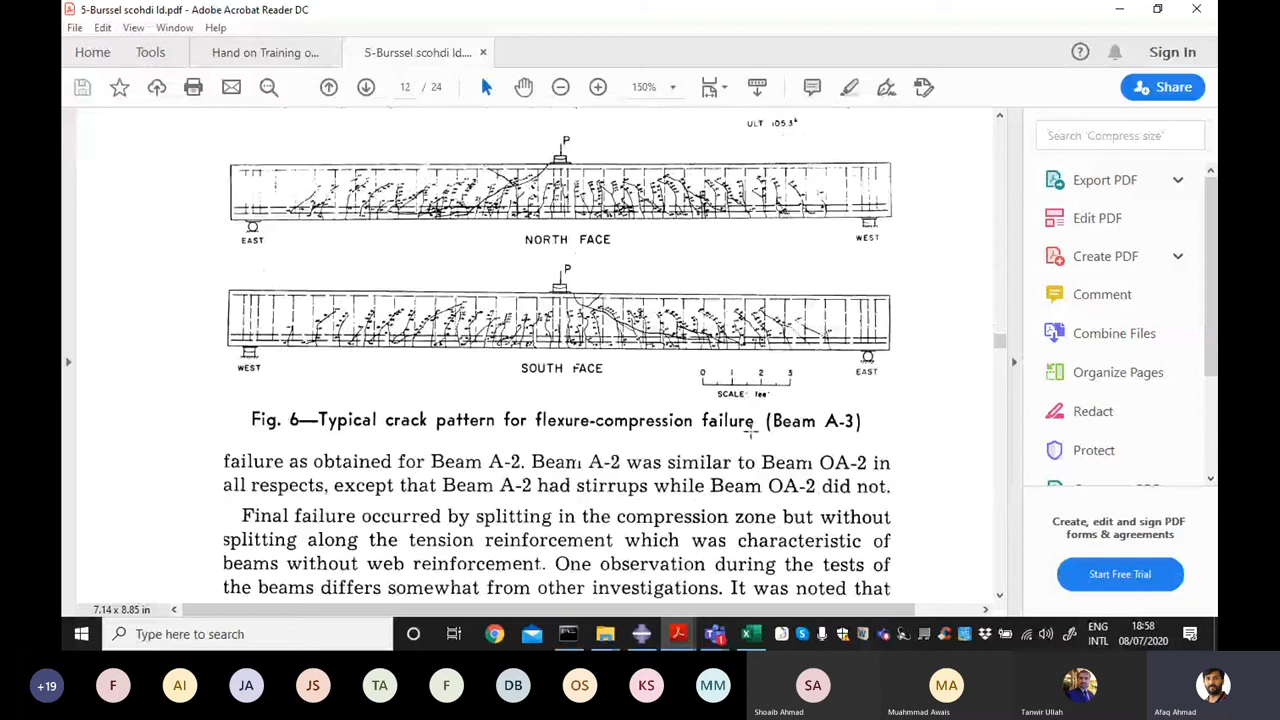 5-Burssel scohdi ld.pdf - Adobe Acrobat Reader DC
File Edit View Window Help
Home Tools Hand on Training o... 5-Burssel scohdi ld.... × Sign In
12 / 24 150% Share
ULT 105.3ᵏ
P
EAST WEST
NORTH FACE
P
WEST EAST
SOUTH FACE
0 1 2 3
SCALE
Fig. 6—Typical crack pattern for flexure-compression failure (Beam A-3)
failure as obtained for Beam A-2. Beam A-2 was similar to Beam OA-2 in
all respects, except that Beam A-2 had stirrups while Beam OA-2 did not.
Final failure occurred by splitting in the compression zone but without
splitting along the tension reinforcement which was characteristic of
beams without web reinforcement. One observation during the tests of
the beams differs somewhat from other investigations. It was noted that
7.14 x 8.85 in
Search 'Compress size'
Export PDF
Edit PDF
Create PDF
Comment
Combine Files
Organize Pages
Redact
Protect
Create, edit and sign PDF
forms & agreements
Start Free Trial
Type here to search
ENG
INTL
18:58
08/07/2020
+19 F AI JA JS TA F DB OS KS MM SA MA
Shoaib Ahmad Muahmmad Awais Tanwir Ullah Afaq Ahmad